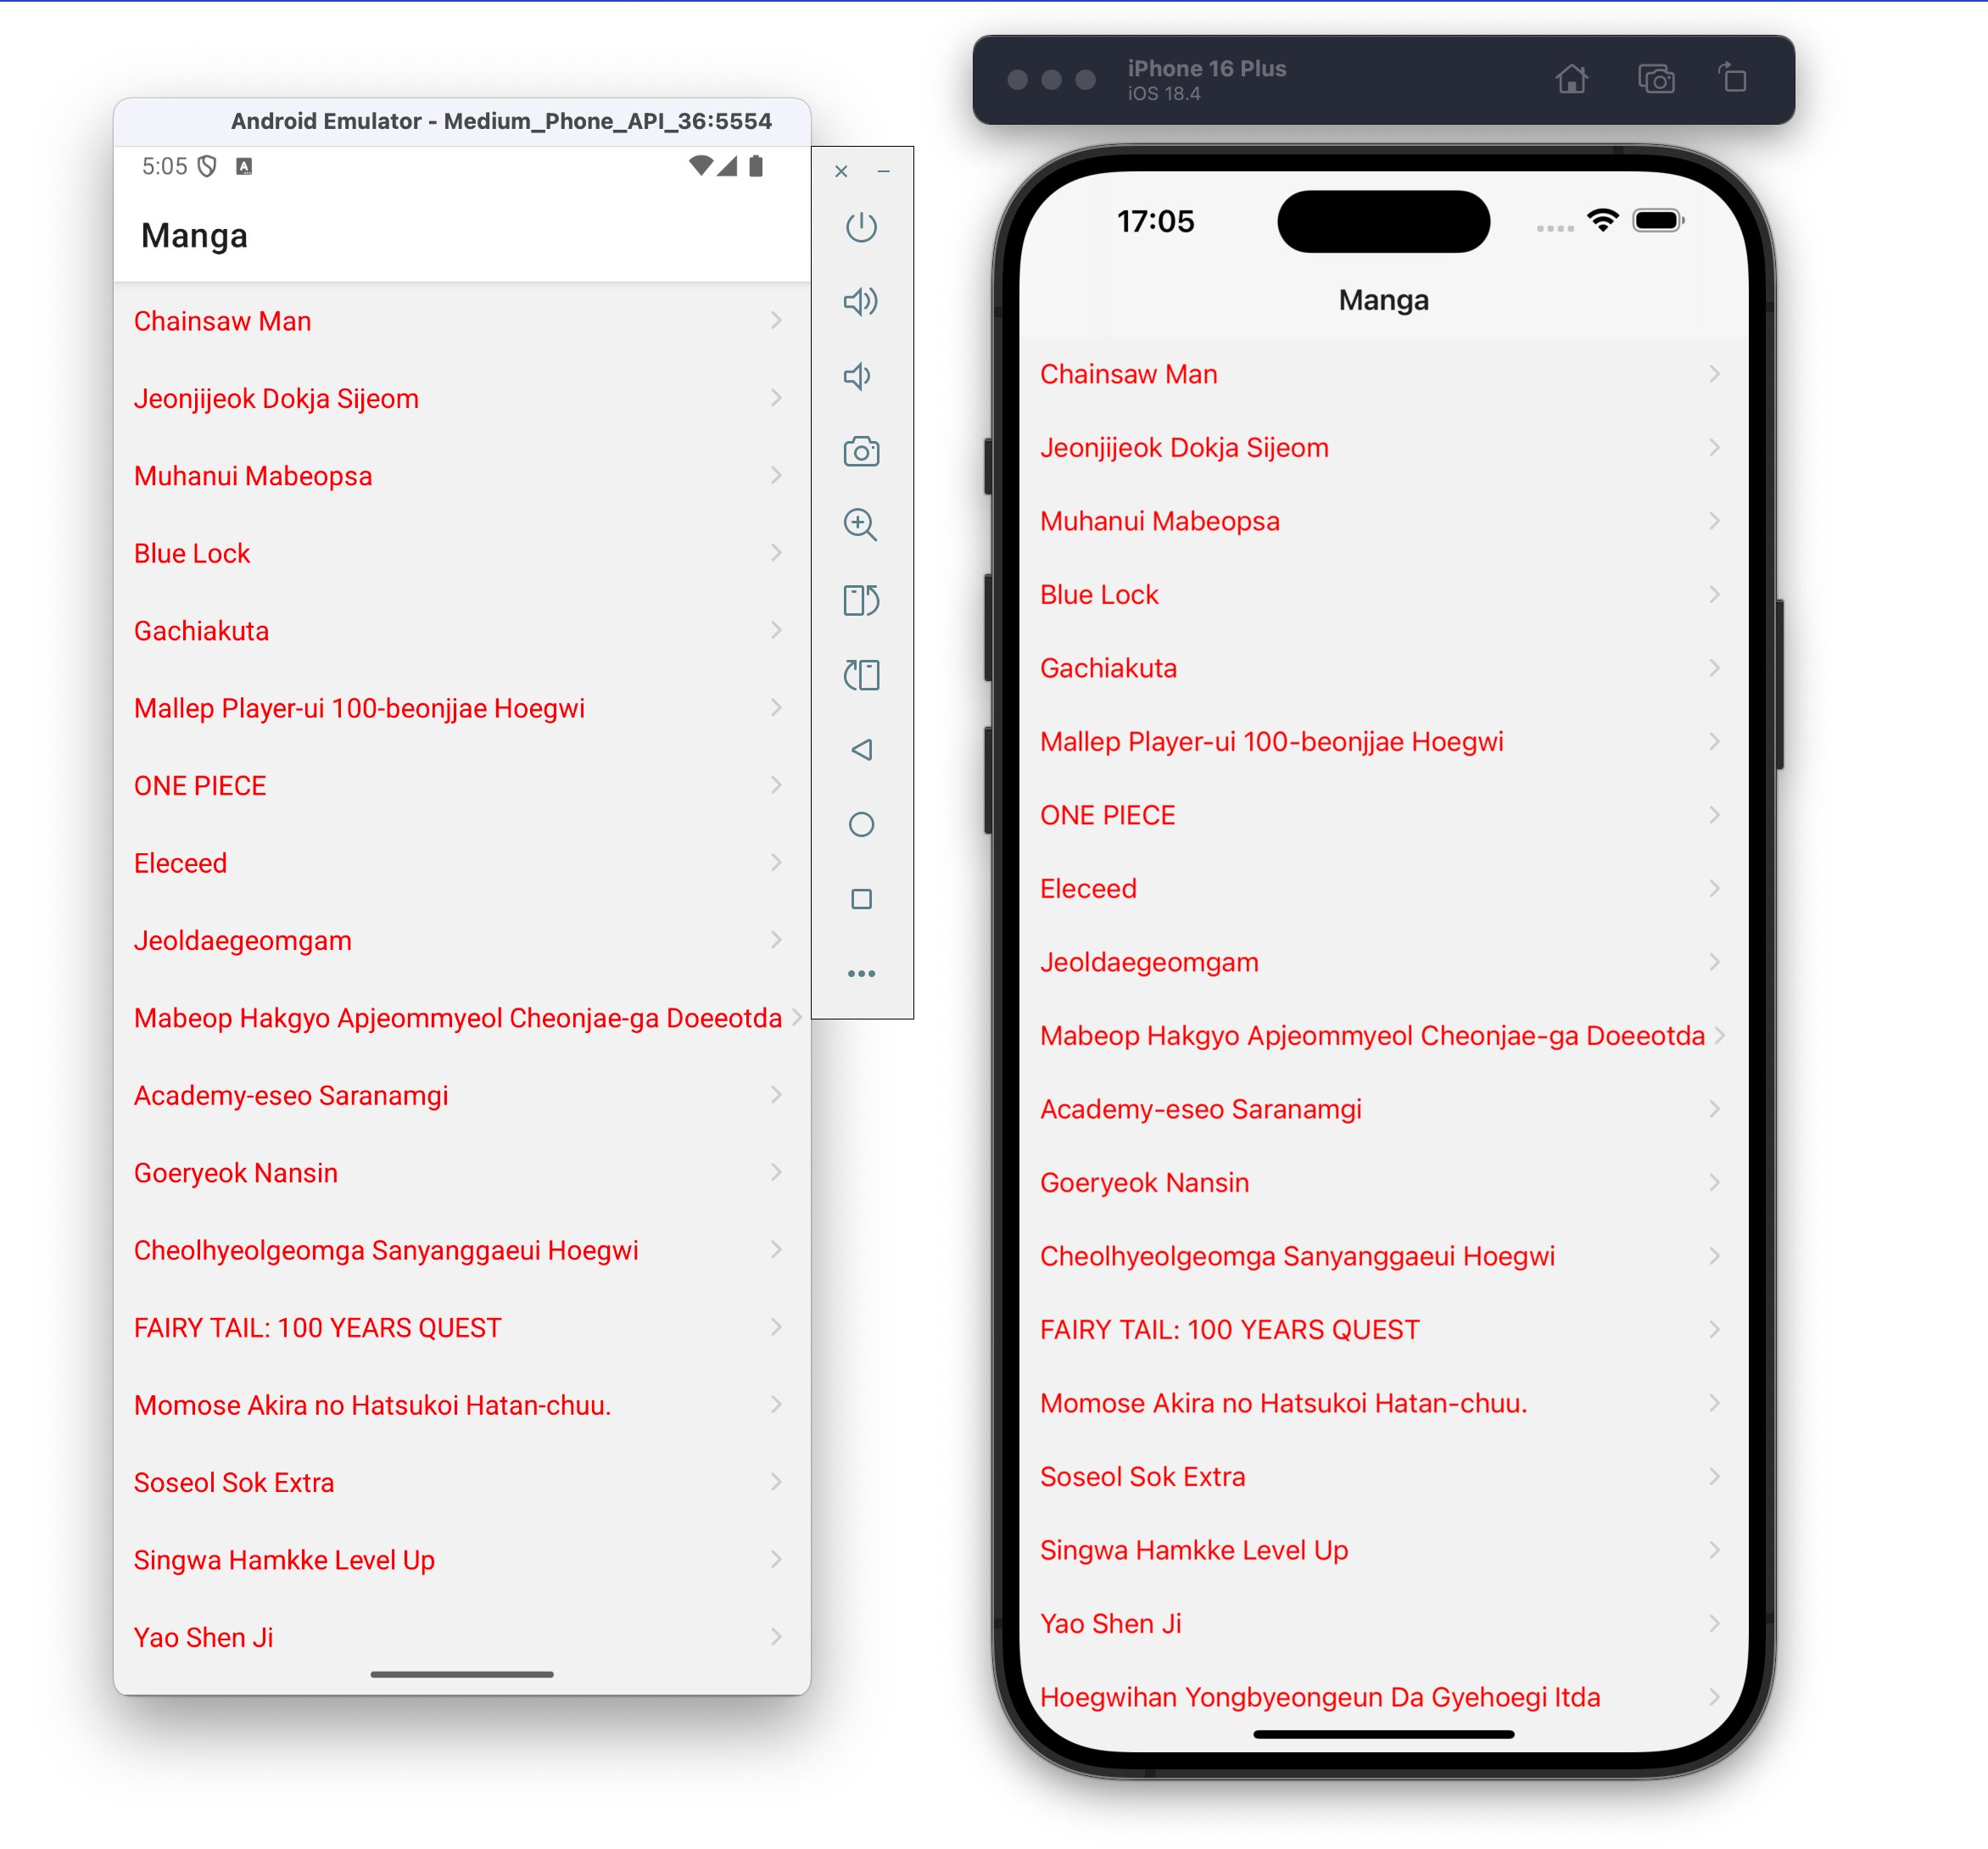 Android Emulator - Medium_Phone_API_36:5554
5:05
A
Manga
Chainsaw Man
Jeonjijeok Dokja Sijeom
Muhanui Mabeopsa
Blue Lock
Gachiakuta
Mallep Player-ui 100-beonjjae Hoegwi
ONE PIECE
Eleceed
Jeoldaegeomgam
Mabeop Hakgyo Apjeommyeol Cheonjae-ga Doeeotda
Academy-eseo Saranamgi
Goeryeok Nansin
Cheolhyeolgeomga Sanyanggaeui Hoegwi
FAIRY TAIL: 100 YEARS QUEST
Momose Akira no Hatsukoi Hatan-chuu.
Soseol Sok Extra
Singwa Hamkke Level Up
Yao Shen Ji
iPhone 16 Plus
iOS 18.4
17:05
Manga
Chainsaw Man
Jeonjijeok Dokja Sijeom
Muhanui Mabeopsa
Blue Lock
Gachiakuta
Mallep Player-ui 100-beonjjae Hoegwi
ONE PIECE
Eleceed
Jeoldaegeomgam
Mabeop Hakgyo Apjeommyeol Cheonjae-ga Doeeotda
Academy-eseo Saranamgi
Goeryeok Nansin
Cheolhyeolgeomga Sanyanggaeui Hoegwi
FAIRY TAIL: 100 YEARS QUEST
Momose Akira no Hatsukoi Hatan-chuu.
Soseol Sok Extra
Singwa Hamkke Level Up
Yao Shen Ji
Hoegwihan Yongbyeongeun Da Gyehoegi Itda